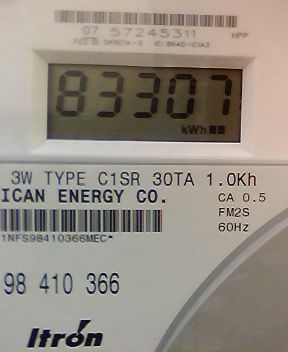 07 57245311 HPP
83307
kWh
3W TYPE C1SR 30TA 1.0Kh
ICAN ENERGY CO. CA 0.5
FM2S
1NFS98410366MEC* 60Hz
98 410 366
Itron